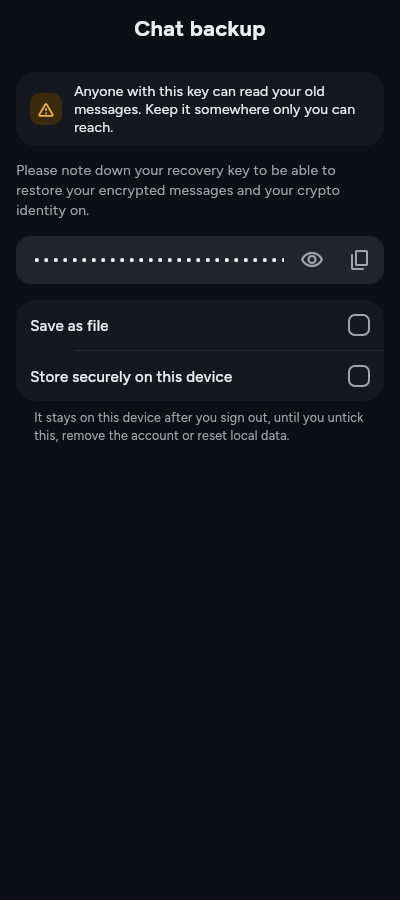 Chat backup
Anyone with this key can read your old
messages. Keep it somewhere only you can
reach.
Please note down your recovery key to be able to
restore your encrypted messages and your crypto
identity on.
Save as file
Store securely on this device
It stays on this device after you sign out, until you untick
this, remove the account or reset local data.